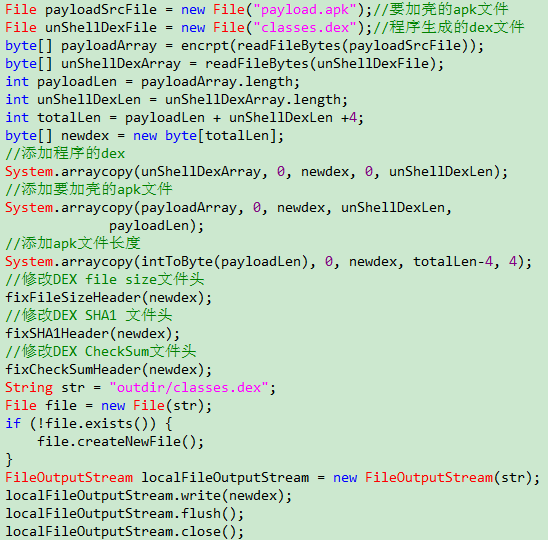 File payloadSrcFile = new File("payload.apk");//要加壳的apk文件
File unShellDexFile = new File("classes.dex");//程序生成的dex文件
byte[] payloadArray = encrpt(readFileBytes(payloadSrcFile));
byte[] unShellDexArray = readFileBytes(unShellDexFile);
int payloadLen = payloadArray.length;
int unShellDexLen = unShellDexArray.length;
int totalLen = payloadLen + unShellDexLen +4;
byte[] newdex = new byte[totalLen];
//添加程序的dex
System.arraycopy(unShellDexArray, 0, newdex, 0, unShellDexLen);
//添加要加壳的apk文件
System.arraycopy(payloadArray, 0, newdex, unShellDexLen,
payloadLen);
//添加apk文件长度
System.arraycopy(intToByte(payloadLen), 0, newdex, totalLen-4, 4);
//修改DEX file size文件头
fixFileSizeHeader(newdex);
//修改DEX SHA1 文件头
fixSHA1Header(newdex);
//修改DEX CheckSum文件头
fixCheckSumHeader(newdex);
String str = "outdir/classes.dex";
File file = new File(str);
if (!file.exists()) {
file.createNewFile();
}
FileOutputStream localFileOutputStream = new FileOutputStream(str);
localFileOutputStream.write(newdex);
localFileOutputStream.flush();
localFileOutputStream.close();